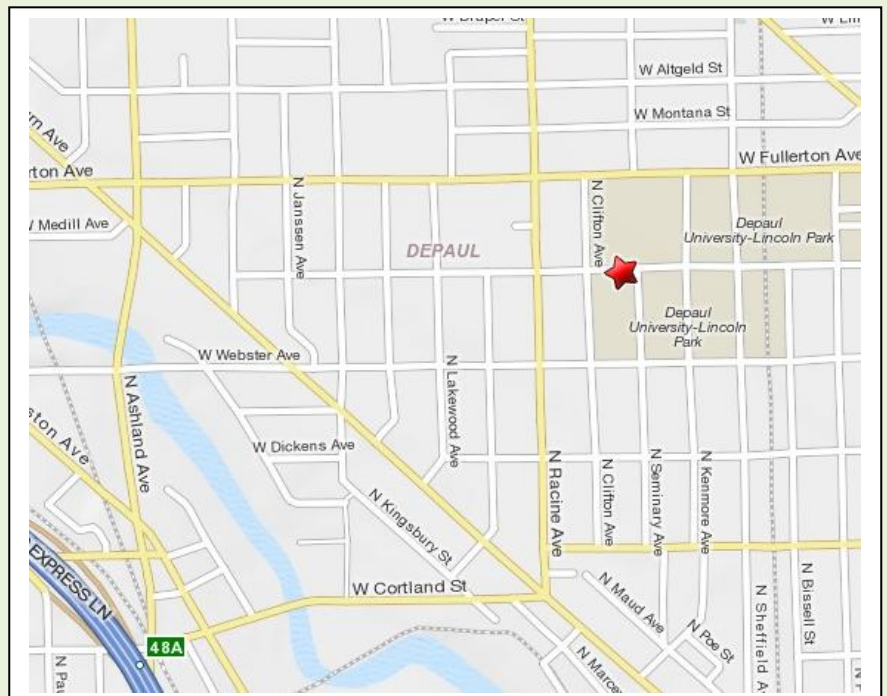 W Altgeld St
W Montana St
W Fullerton Ave
rton Ave
N Janssen Ave
N Clifton Ave
W Medill Ave
DEPAUL
Depaul
University-Lincoln Park
Depaul
University-Lincoln
Park
W Webster Ave
N Ashland Ave
N Lakewood Ave
W Dickens Ave
N Racine Ave
N Clifton Ave
N Seminary Ave
N Kenmore Ave
N Kingsbury St
W Cortland St
EXPRESS LN
N Maud Ave
N Poe St
N Sheffield A
N Bissell St
48A
N Pau
N Marce